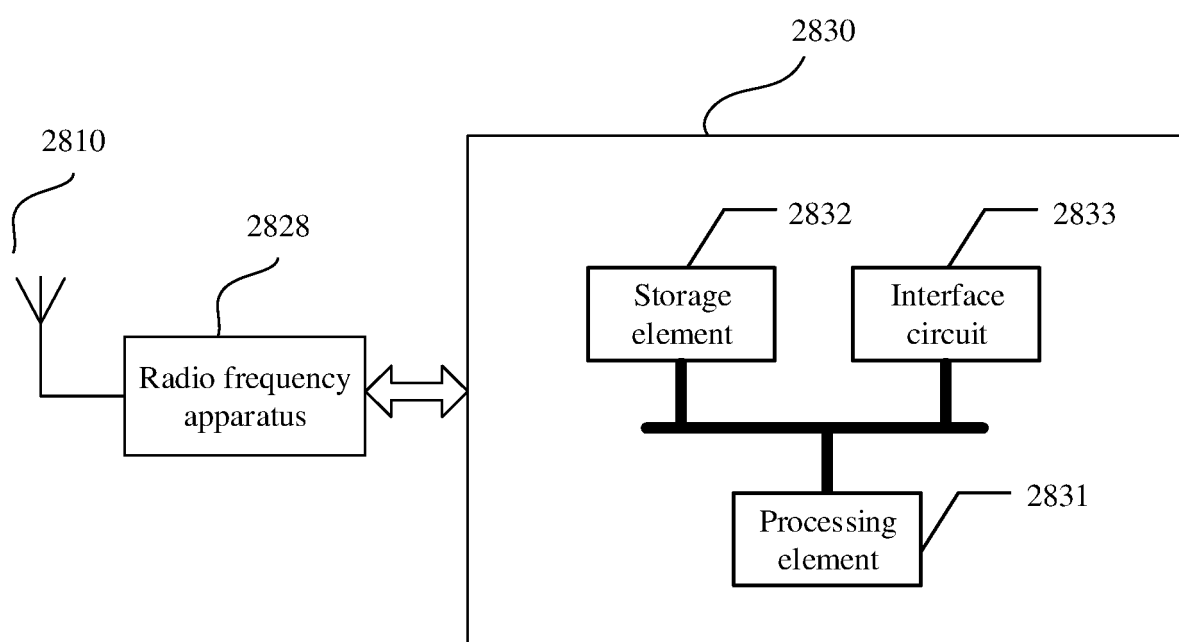 2830
2810
2828
2832
2833
Storage
element
Interface
circuit
Radio frequency
apparatus
2831
Processing
element